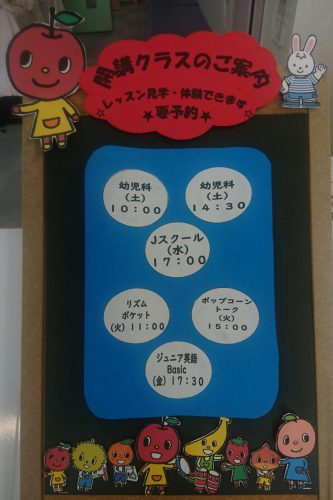 開講クラスのご案内
レッスン見学・体験できます
☆★要予約★☆
幼児科
(土)
10:00
幼児科
(土)
14:30
Jスクール
(水)
17:00
リズム
ポケット
(火)11:00
ポップコーン
トーク
(火)
15:00
ジュニア英語
Basic
(金)17:30